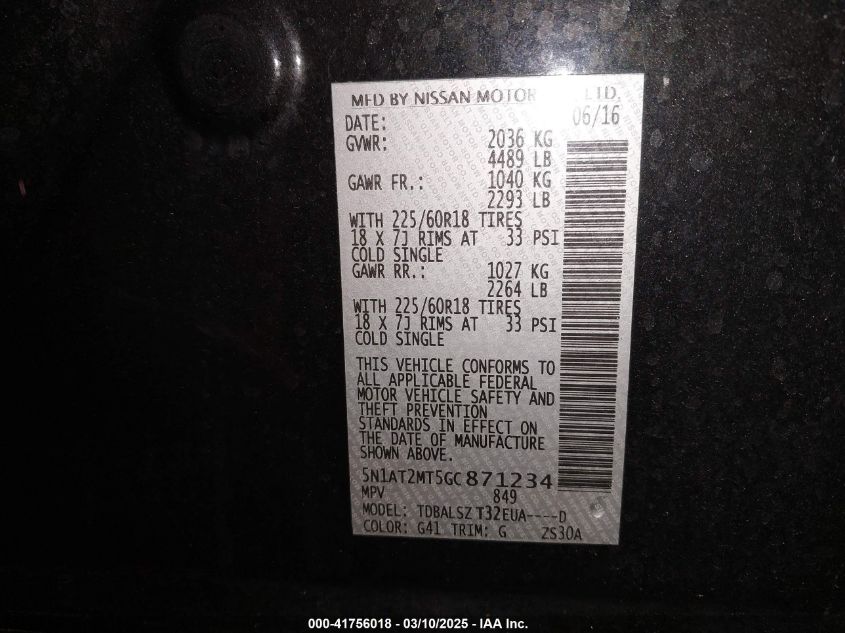 MFD BY NISSAN MOTOR LTD.
DATE: 06/16
GVWR: 2036 KG
4489 LB
GAWR FR.: 1040 KG
2293 LB
WITH 225/60R18 TIRES
18 X 7J RIMS AT 33 PSI
COLD SINGLE
GAWR RR.: 1027 KG
2264 LB
WITH 225/60R18 TIRES
18 X 7J RIMS AT 33 PSI
COLD SINGLE
THIS VEHICLE CONFORMS TO
ALL APPLICABLE FEDERAL
MOTOR VEHICLE SAFETY AND
THEFT PREVENTION
STANDARDS IN EFFECT ON
THE DATE OF MANUFACTURE
SHOWN ABOVE.
5N1AT2MT5GC871234
MPV 849
MODEL: TDBALSZ T32EUA----D
COLOR: G41 TRIM: G 2S30A
000-41756018 - 03/10/2025 - IAA Inc.